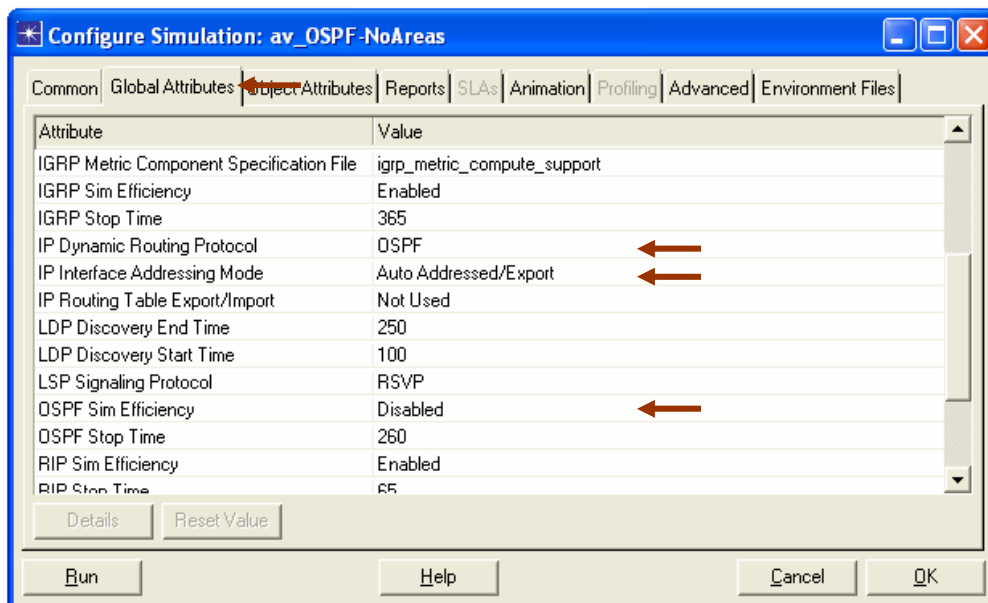 Configure Simulation: av_OSPF-NoAreas
Common Global Attributes Object Attributes Reports SLAs Animation Profiling Advanced Environment Files
Attribute Value
IGRP Metric Component Specification File igrp_metric_compute_support
IGRP Sim Efficiency Enabled
IGRP Stop Time 365
IP Dynamic Routing Protocol OSPF
IP Interface Addressing Mode Auto Addressed/Export
IP Routing Table Export/Import Not Used
LDP Discovery End Time 250
LDP Discovery Start Time 100
LSP Signaling Protocol RSVP
OSPF Sim Efficiency Disabled
OSPF Stop Time 260
RIP Sim Efficiency Enabled
RIP Stop Time 65
Details Reset Value
Run Help Cancel OK